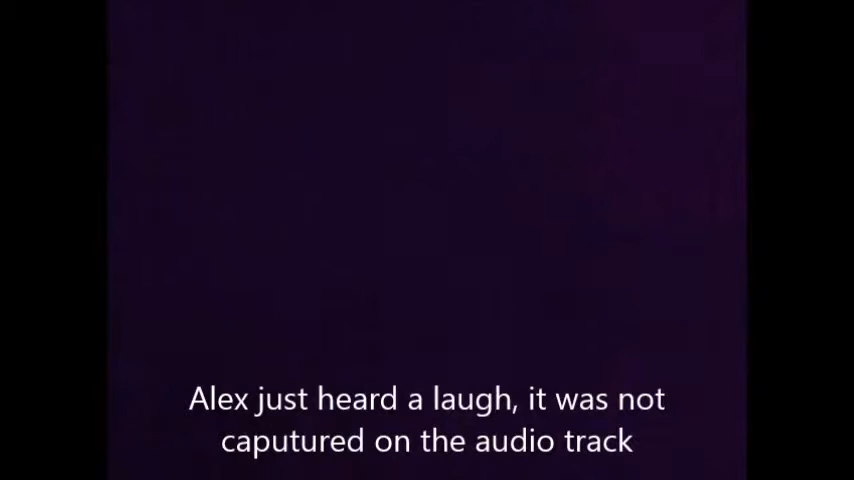 Alex just heard a laugh, it was not
caputured on the audio track